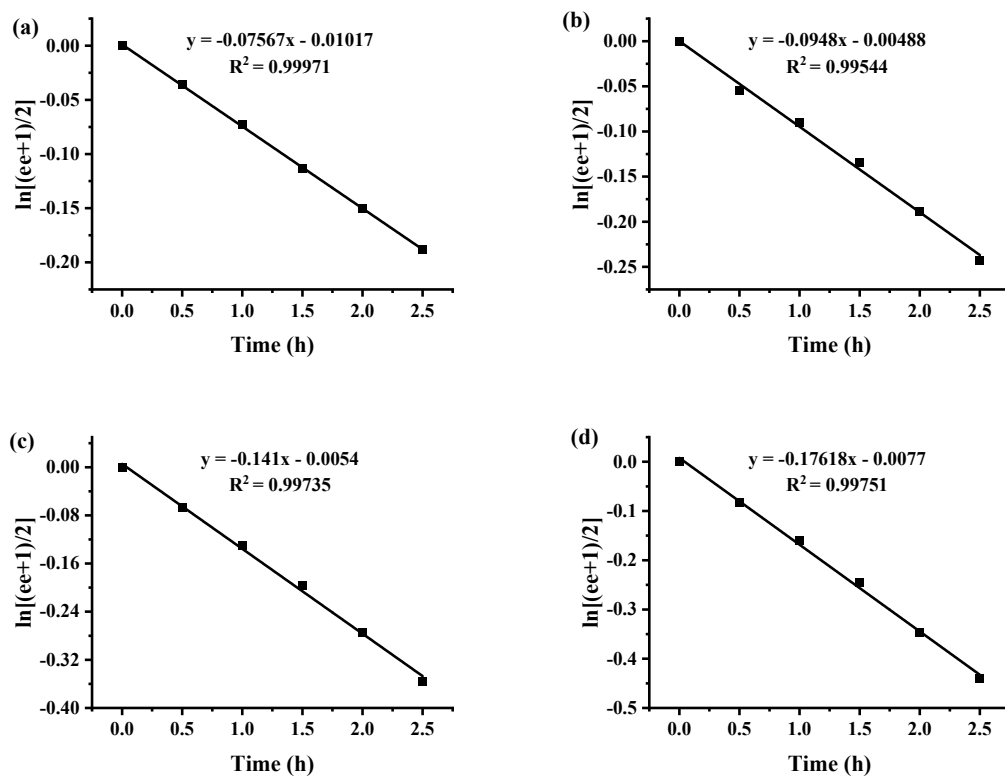 (a)
y = -0.07567x - 0.01017
R² = 0.99971
0.00
-0.05
-0.10
-0.15
-0.20
ln[(ee+1)/2]
0.0 0.5 1.0 1.5 2.0 2.5
Time (h)
(b)
y = -0.0948x - 0.00488
R² = 0.99544
0.00
-0.05
-0.10
-0.15
-0.20
-0.25
ln[(ee+1)/2]
0.0 0.5 1.0 1.5 2.0 2.5
Time (h)
(c)
y = -0.141x - 0.0054
R² = 0.99735
0.00
-0.08
-0.16
-0.24
-0.32
-0.40
ln[(ee+1)/2]
0.0 0.5 1.0 1.5 2.0 2.5
Time (h)
(d)
y = -0.17618x - 0.0077
R² = 0.99751
0.0
-0.1
-0.2
-0.3
-0.4
-0.5
ln[(ee+1)/2]
0.0 0.5 1.0 1.5 2.0 2.5
Time (h)